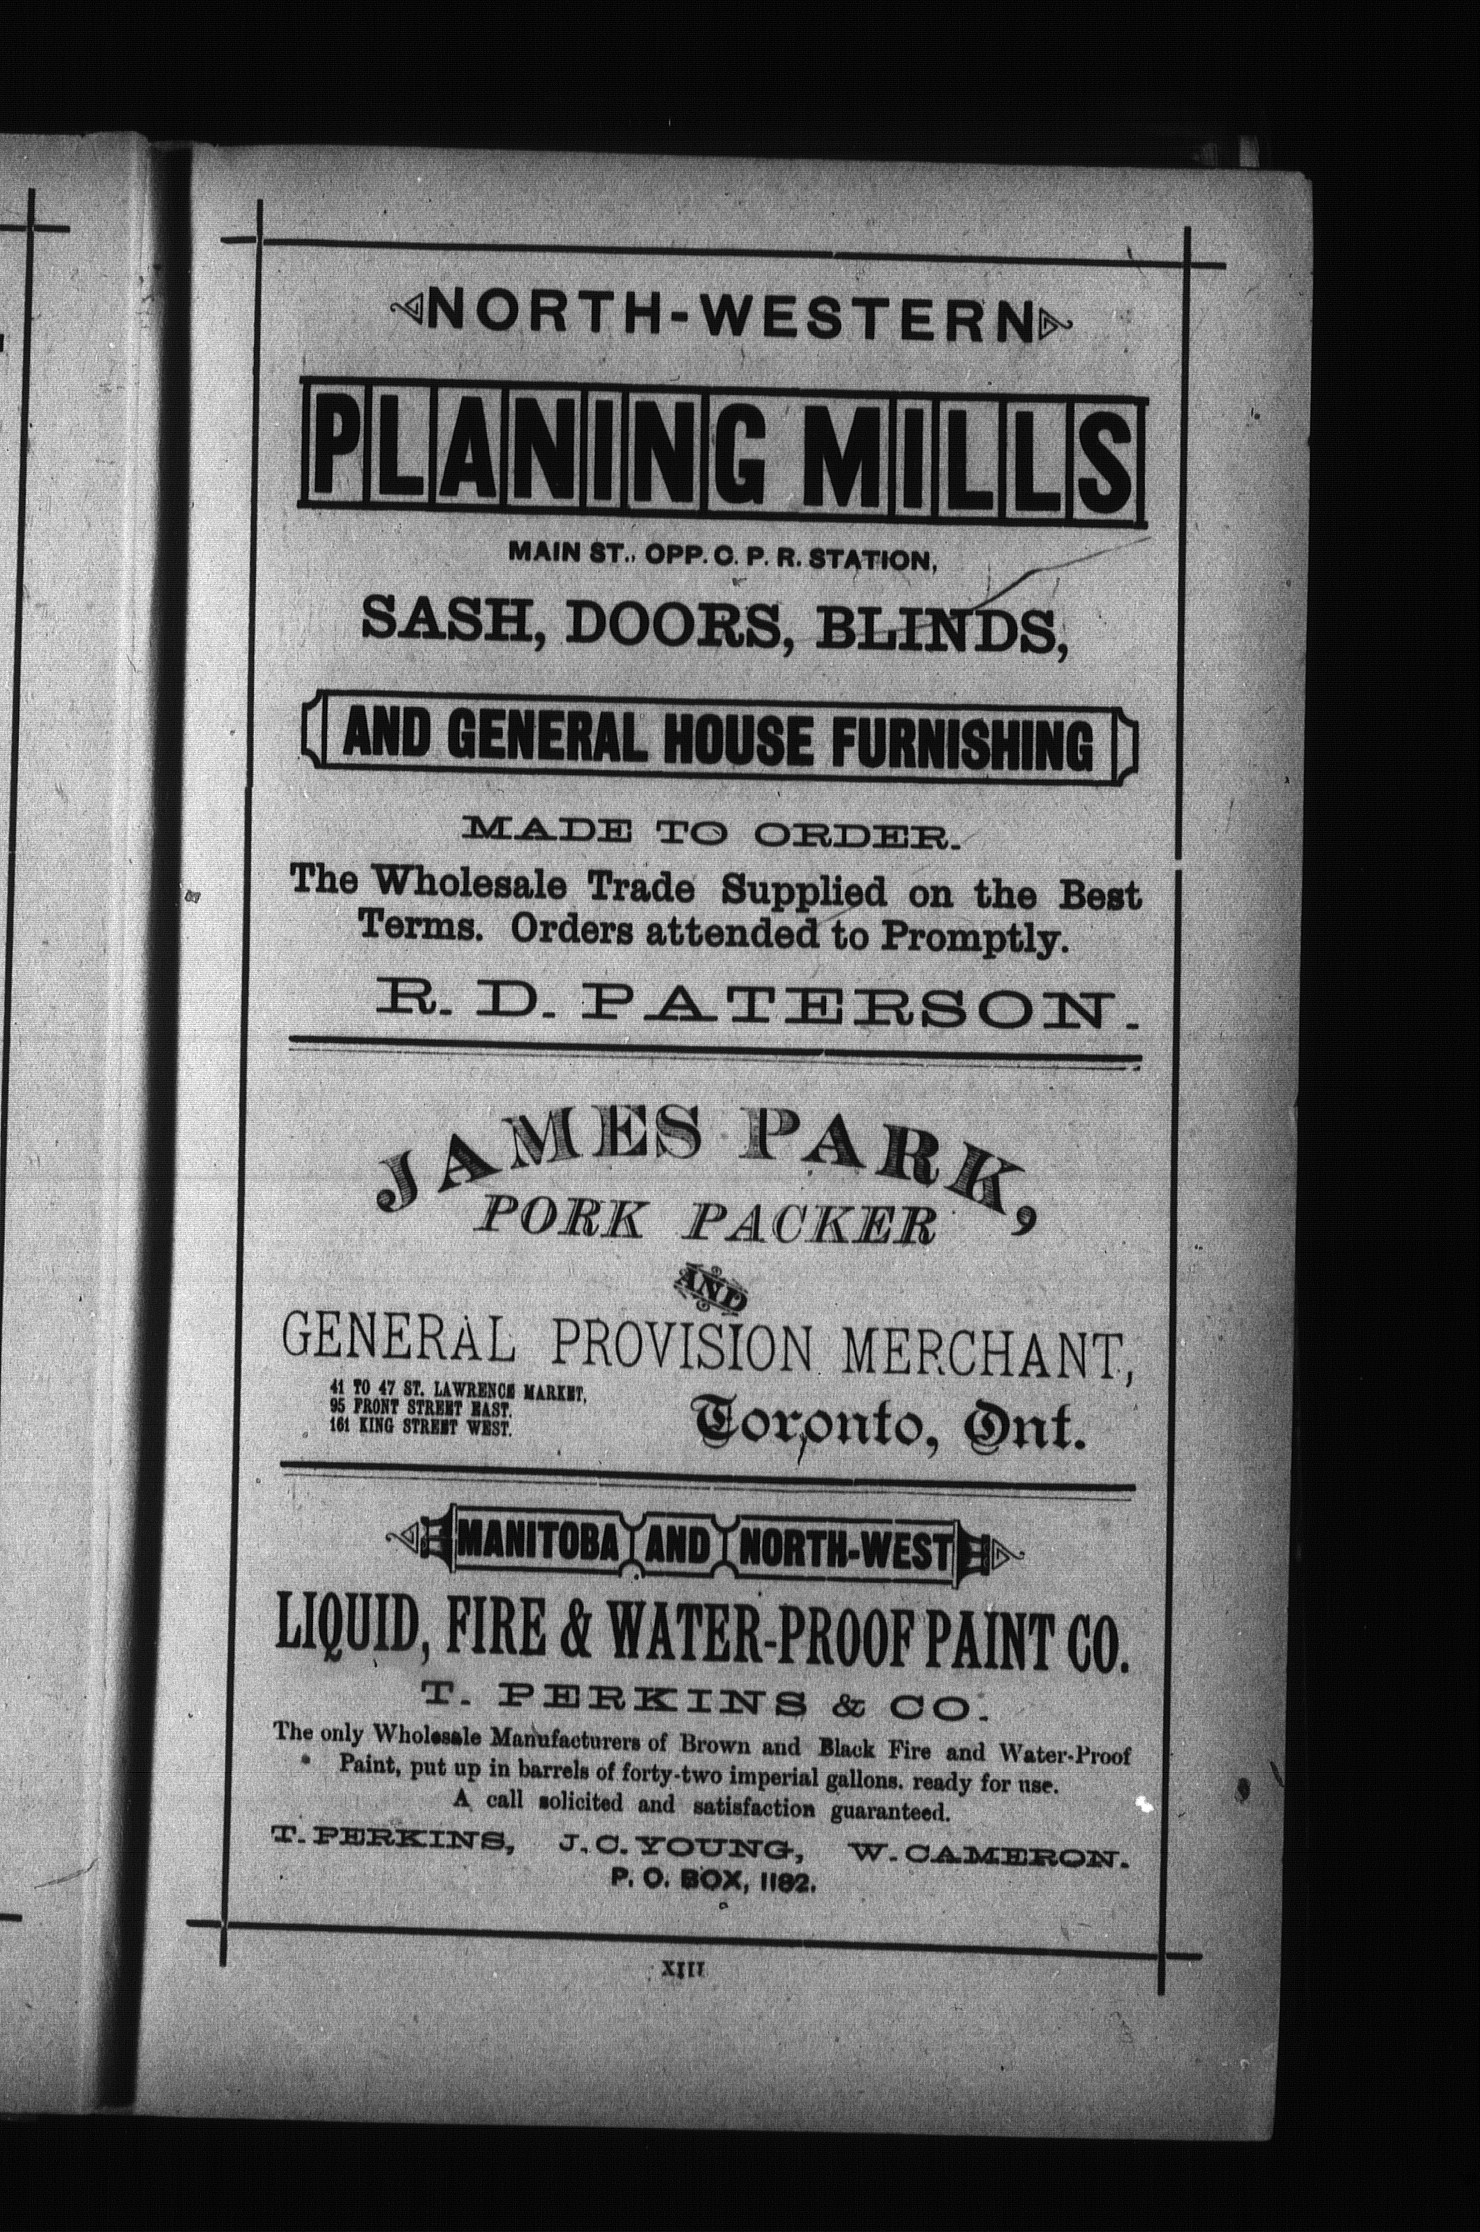 NORTH-WESTERN
PLANING MILLS
MAIN ST., OPP. C. P. R. STATION,
SASH, DOORS, BLINDS,
AND GENERAL HOUSE FURNISHING
MADE TO ORDER.
The Wholesale Trade Supplied on the Best
Terms. Orders attended to Promptly.
R. D. PATERSON.
JAMES PARK,
PORK PACKER
AND
GENERAL PROVISION MERCHANT,
41 TO 47 ST. LAWRENCE MARKET,
95 FRONT STREET EAST.
161 KING STREET WEST.
Toronto, Ont.
MANITOBA AND NORTH-WEST
LIQUID, FIRE & WATER-PROOF PAINT CO.
T. PERKINS & CO.
The only Wholesale Manufacturers of Brown and Black Fire and Water-Proof
Paint, put up in barrels of forty-two imperial gallons. ready for use.
A call solicited and satisfaction guaranteed.
T. PERKINS, J. C. YOUNG, W. CAMERON.
P. O. BOX, 1182.
XIII